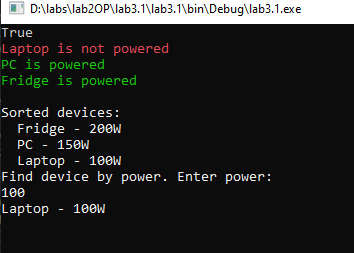 D:\labs\lab2OP\lab3.1\lab3.1\bin\Debug\lab3.1.exe
True
Laptop is not powered
PC is powered
Fridge is powered
Sorted devices:
Fridge - 200W
PC - 150W
Laptop - 100W
Find device by power. Enter power:
100
Laptop - 100W